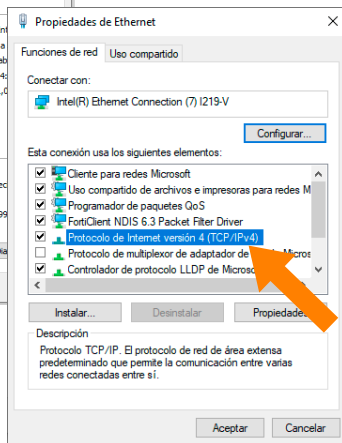 Propiedades de Ethernet
Funciones de red
Uso compartido
Conectar con:
Intel(R) Ethernet Connection (7) I219-V
Configurar...
Esta conexión usa los siguientes elementos:
Cliente para redes Microsoft
Uso compartido de archivos e impresoras para redes M
Programador de paquetes QoS
FortiClient NDIS 6.3 Packet Filter Driver
Protocolo de Internet versión 4 (TCP/IPv4)
Protocolo de multiplexor de adaptador de
Controlador de protocolo LLDP de
Instalar...
Desinstalar
Descripción
Protocolo TCP/IP. El protocolo de red de área extensa
predeterminado que permite la comunicación entre varias
redes conectadas entre sí.
Aceptar
Cancelar